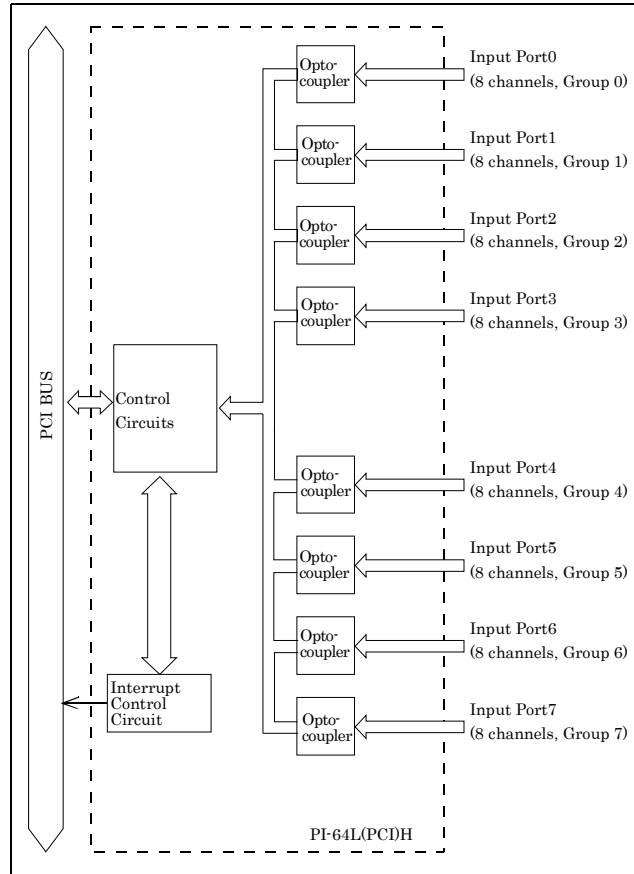 Opto-
coupler
Input Port0
(8 channels, Group 0)
Opto-
coupler
Input Port1
(8 channels, Group 1)
Opto-
coupler
Input Port2
(8 channels, Group 2)
Opto-
coupler
Input Port3
(8 channels, Group 3)
PCI BUS
Control
Circuits
Opto-
coupler
Input Port4
(8 channels, Group 4)
Opto-
coupler
Input Port5
(8 channels, Group 5)
Opto-
coupler
Input Port6
(8 channels, Group 6)
Interrupt
Control
Circuit
Opto-
coupler
Input Port7
(8 channels, Group 7)
PI-64L(PCI)H